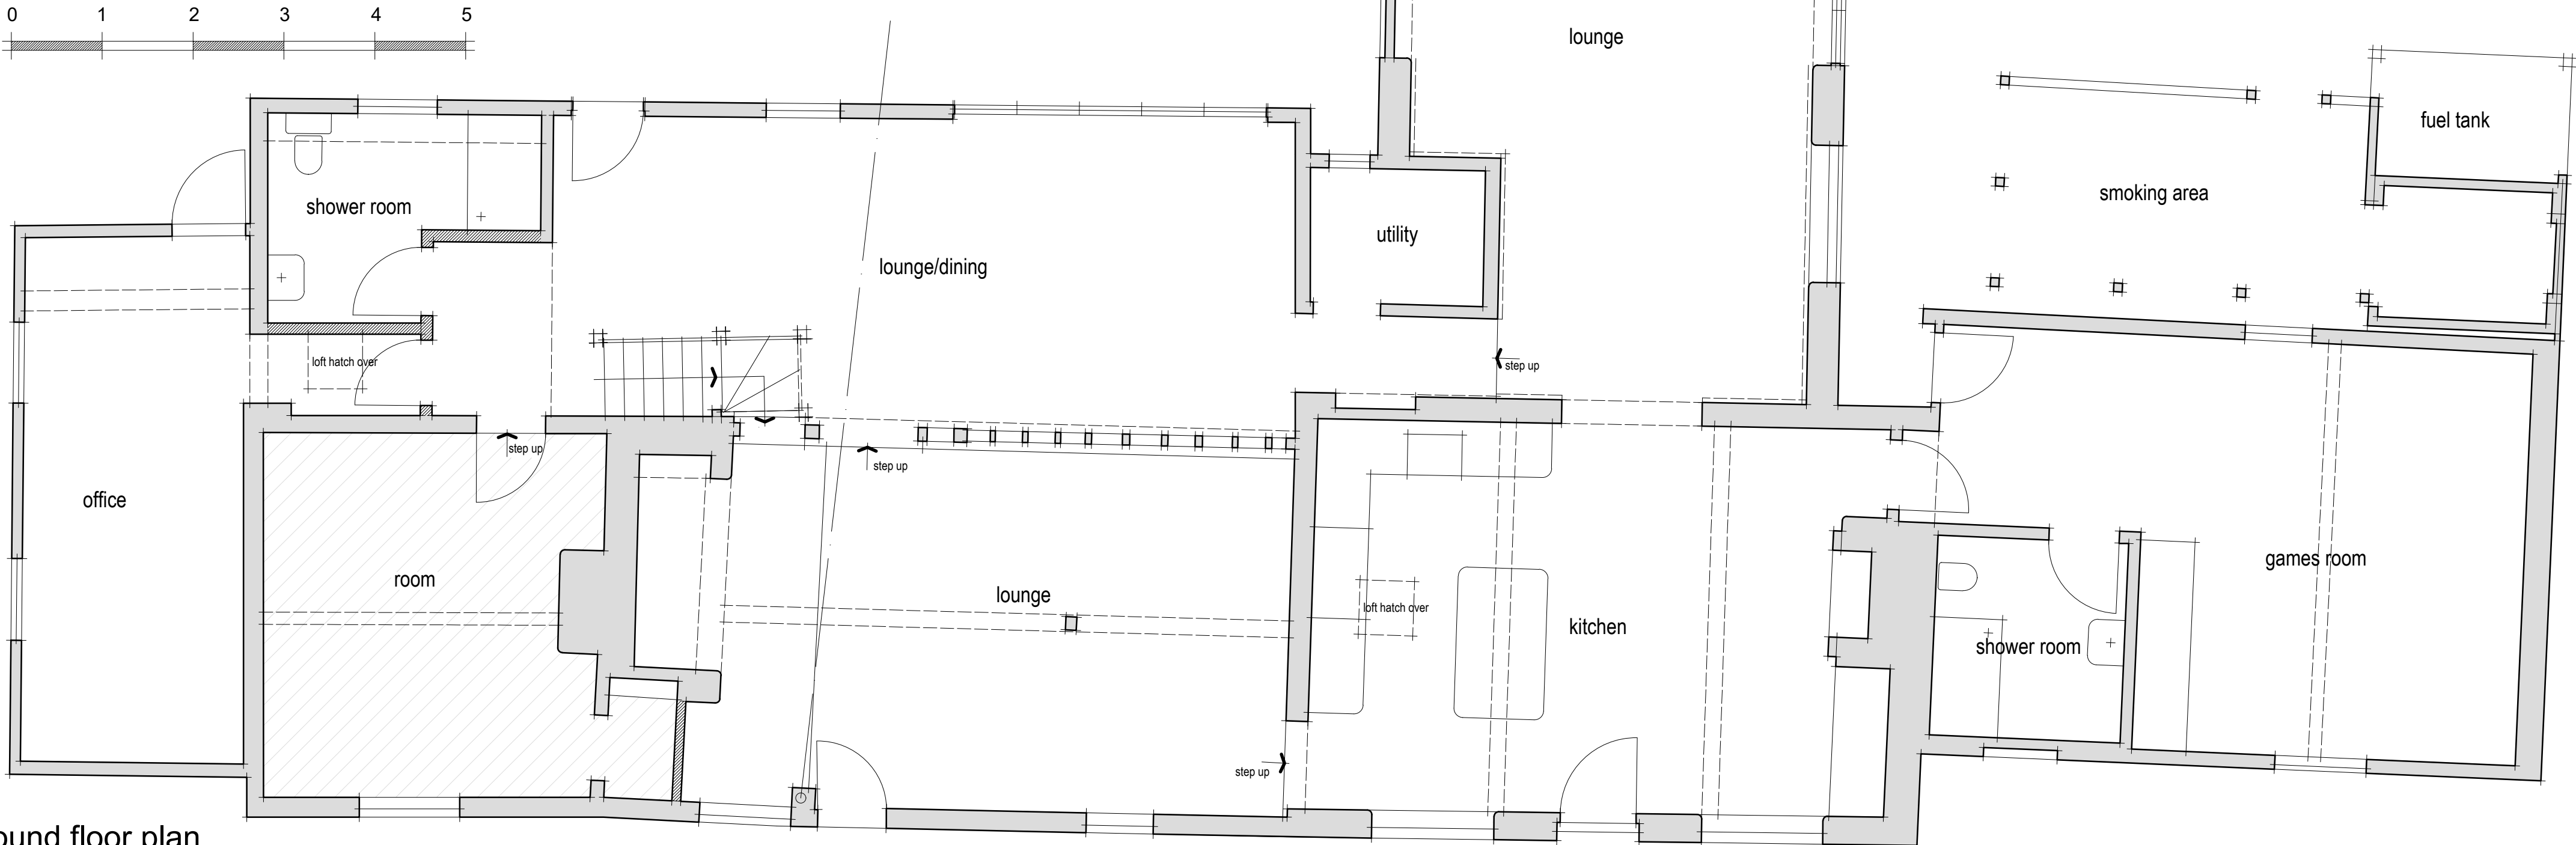 0 1 2 3 4 5
lounge
fuel tank
smoking area
shower room
utility
lounge/dining
loft hatch over
step up
step up
step up
office
room
lounge
loft hatch over
kitchen
games room
shower room
step up
ound floor plan